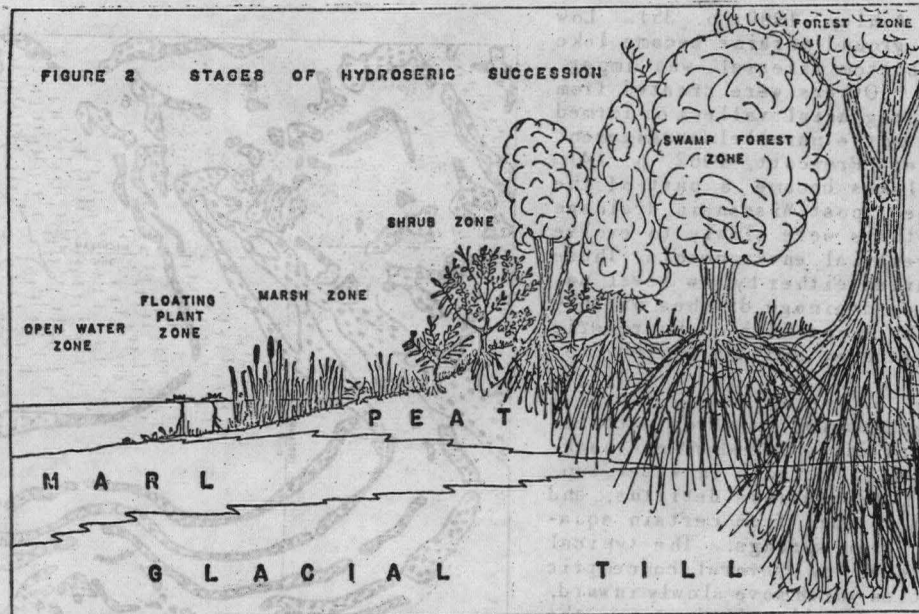 FIGURE 2 STAGES OF HYDROSERIC SUCCESSION
FOREST ZONE
SWAMP FOREST
ZONE
SHRUB ZONE
MARSH ZONE
FLOATING
PLANT
ZONE
OPEN WATER
ZONE
PEAT
MARL
GLACIAL TILL